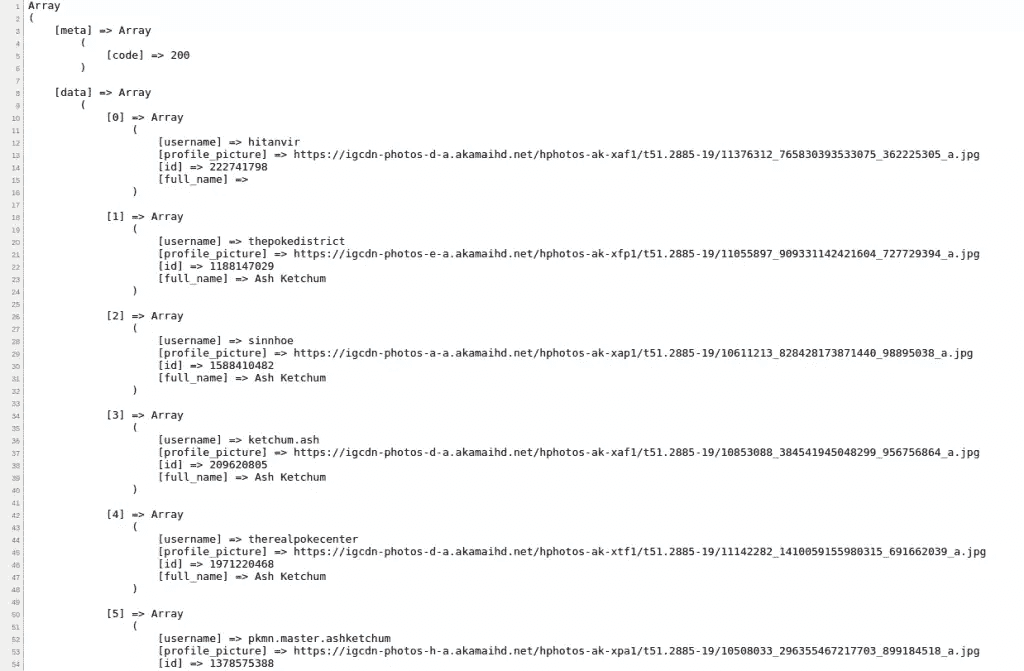 1 Array
2 (
3     [meta] => Array
4         (
5             [code] => 200
6         )
7
8     [data] => Array
9         (
10             [0] => Array
11                 (
12                     [username] => hitanvir
13                     [profile_picture] => https://igcdn-photos-d-a.akamaihd.net/hphotos-ak-xaf1/t51.2885-19/11376312_765830393533075_362225305_a.jpg
14                     [id] => 222741798
15                     [full_name] =>
16                 )
17
18             [1] => Array
19                 (
20                     [username] => thepokedistrict
21                     [profile_picture] => https://igcdn-photos-e-a.akamaihd.net/hphotos-ak-xfp1/t51.2885-19/11055897_909331142421604_727729394_a.jpg
22                     [id] => 1188147029
23                     [full_name] => Ash Ketchum
24                 )
25
26             [2] => Array
27                 (
28                     [username] => sinnhoe
29                     [profile_picture] => https://igcdn-photos-a-a.akamaihd.net/hphotos-ak-xap1/t51.2885-19/10611213_828428173871440_98895038_a.jpg
30                     [id] => 1588410482
31                     [full_name] => Ash Ketchum
32                 )
33
34             [3] => Array
35                 (
36                     [username] => ketchum.ash
37                     [profile_picture] => https://igcdn-photos-d-a.akamaihd.net/hphotos-ak-xaf1/t51.2885-19/10853088_384541945048299_956756864_a.jpg
38                     [id] => 209620805
39                     [full_name] => Ash Ketchum
40                 )
41
42             [4] => Array
43                 (
44                     [username] => therealpokecenter
45                     [profile_picture] => https://igcdn-photos-d-a.akamaihd.net/hphotos-ak-xtf1/t51.2885-19/11142282_1410059155980315_691662039_a.jpg
46                     [id] => 1971220468
47                     [full_name] => Ash Ketchum
48                 )
49
50             [5] => Array
51                 (
52                     [username] => pkmn.master.ashketchum
53                     [profile_picture] => https://igcdn-photos-h-a.akamaihd.net/hphotos-ak-xpa1/t51.2885-19/10508033_296355467217703_899184518_a.jpg
54                     [id] => 1378575388